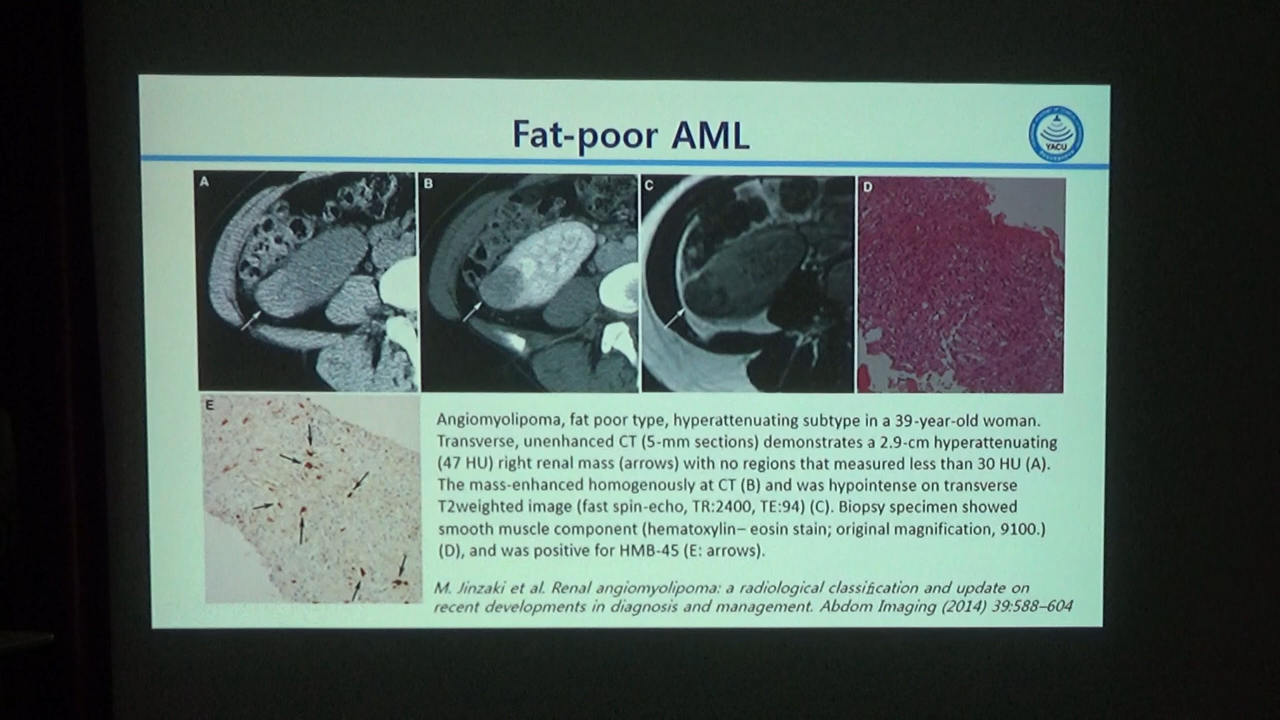 Fat-poor AML
YACU
A
B
C
D
E
Angiomyolipoma, fat poor type, hyperattenuating subtype in a 39-year-old woman.
Transverse, unenhanced CT (5-mm sections) demonstrates a 2.9-cm hyperattenuating
(47 HU) right renal mass (arrows) with no regions that measured less than 30 HU (A).
The mass-enhanced homogenously at CT (B) and was hypointense on transverse
T2weighted image (fast spin-echo, TR:2400, TE:94) (C). Biopsy specimen showed
smooth muscle component (hematoxylin– eosin stain; original magnification, 9100.)
(D), and was positive for HMB-45 (E: arrows).
M. Jinzaki et al. Renal angiomyolipoma: a radiological classification and update on
recent developments in diagnosis and management. Abdom Imaging (2014) 39:588–604